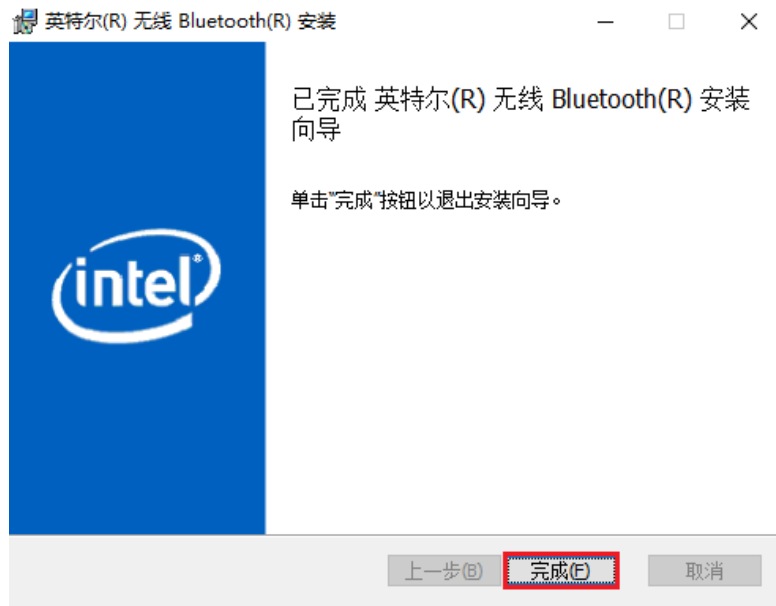 英特尔(R) 无线 Bluetooth(R) 安装
已完成 英特尔(R) 无线 Bluetooth(R) 安装
向导
单击"完成"按钮以退出安装向导。
intel®
上一步(B) 完成(F) 取消